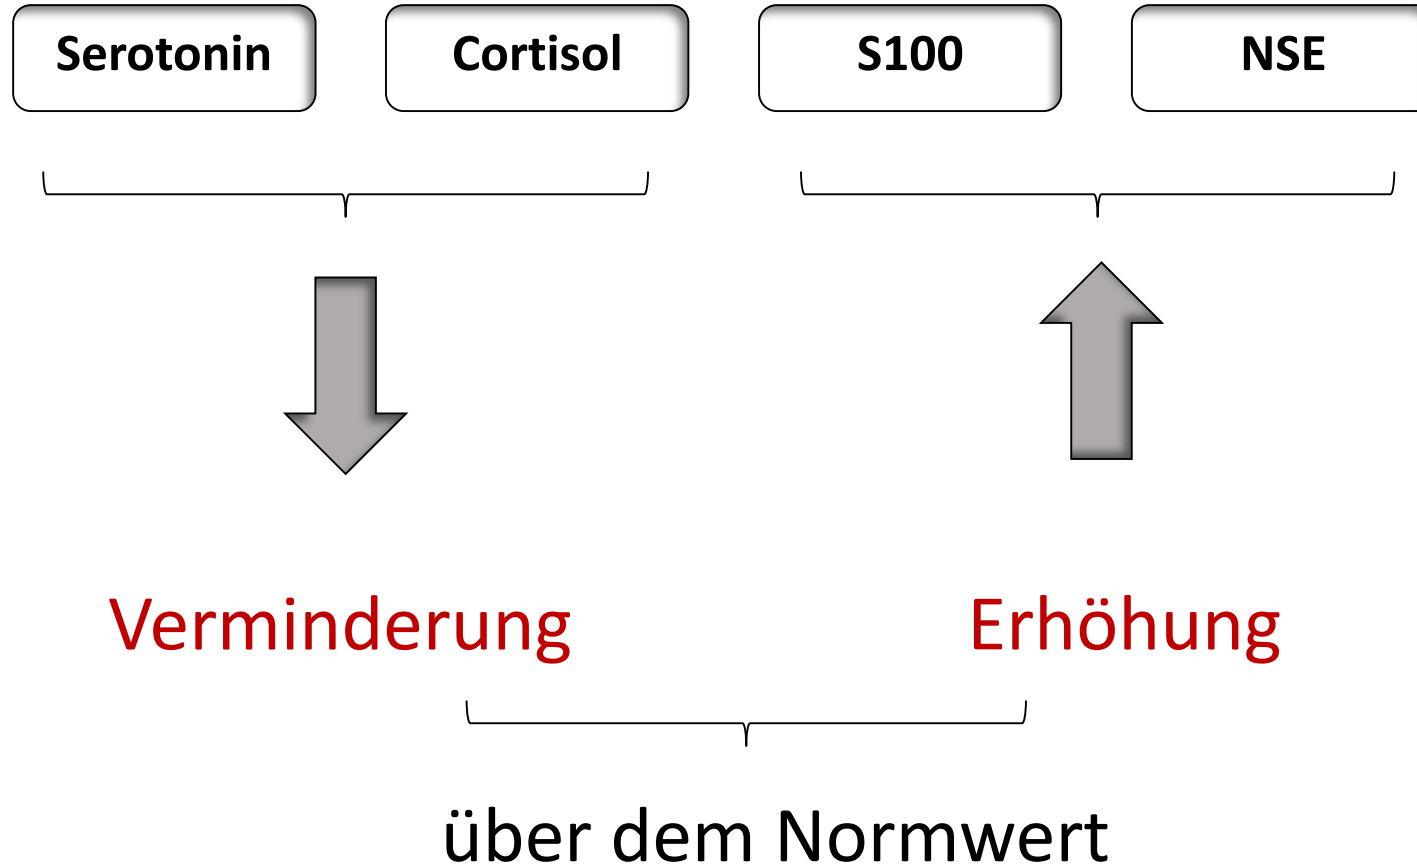 Serotonin Cortisol S100 NSE
Verminderung Erhöhung
über dem Normwert